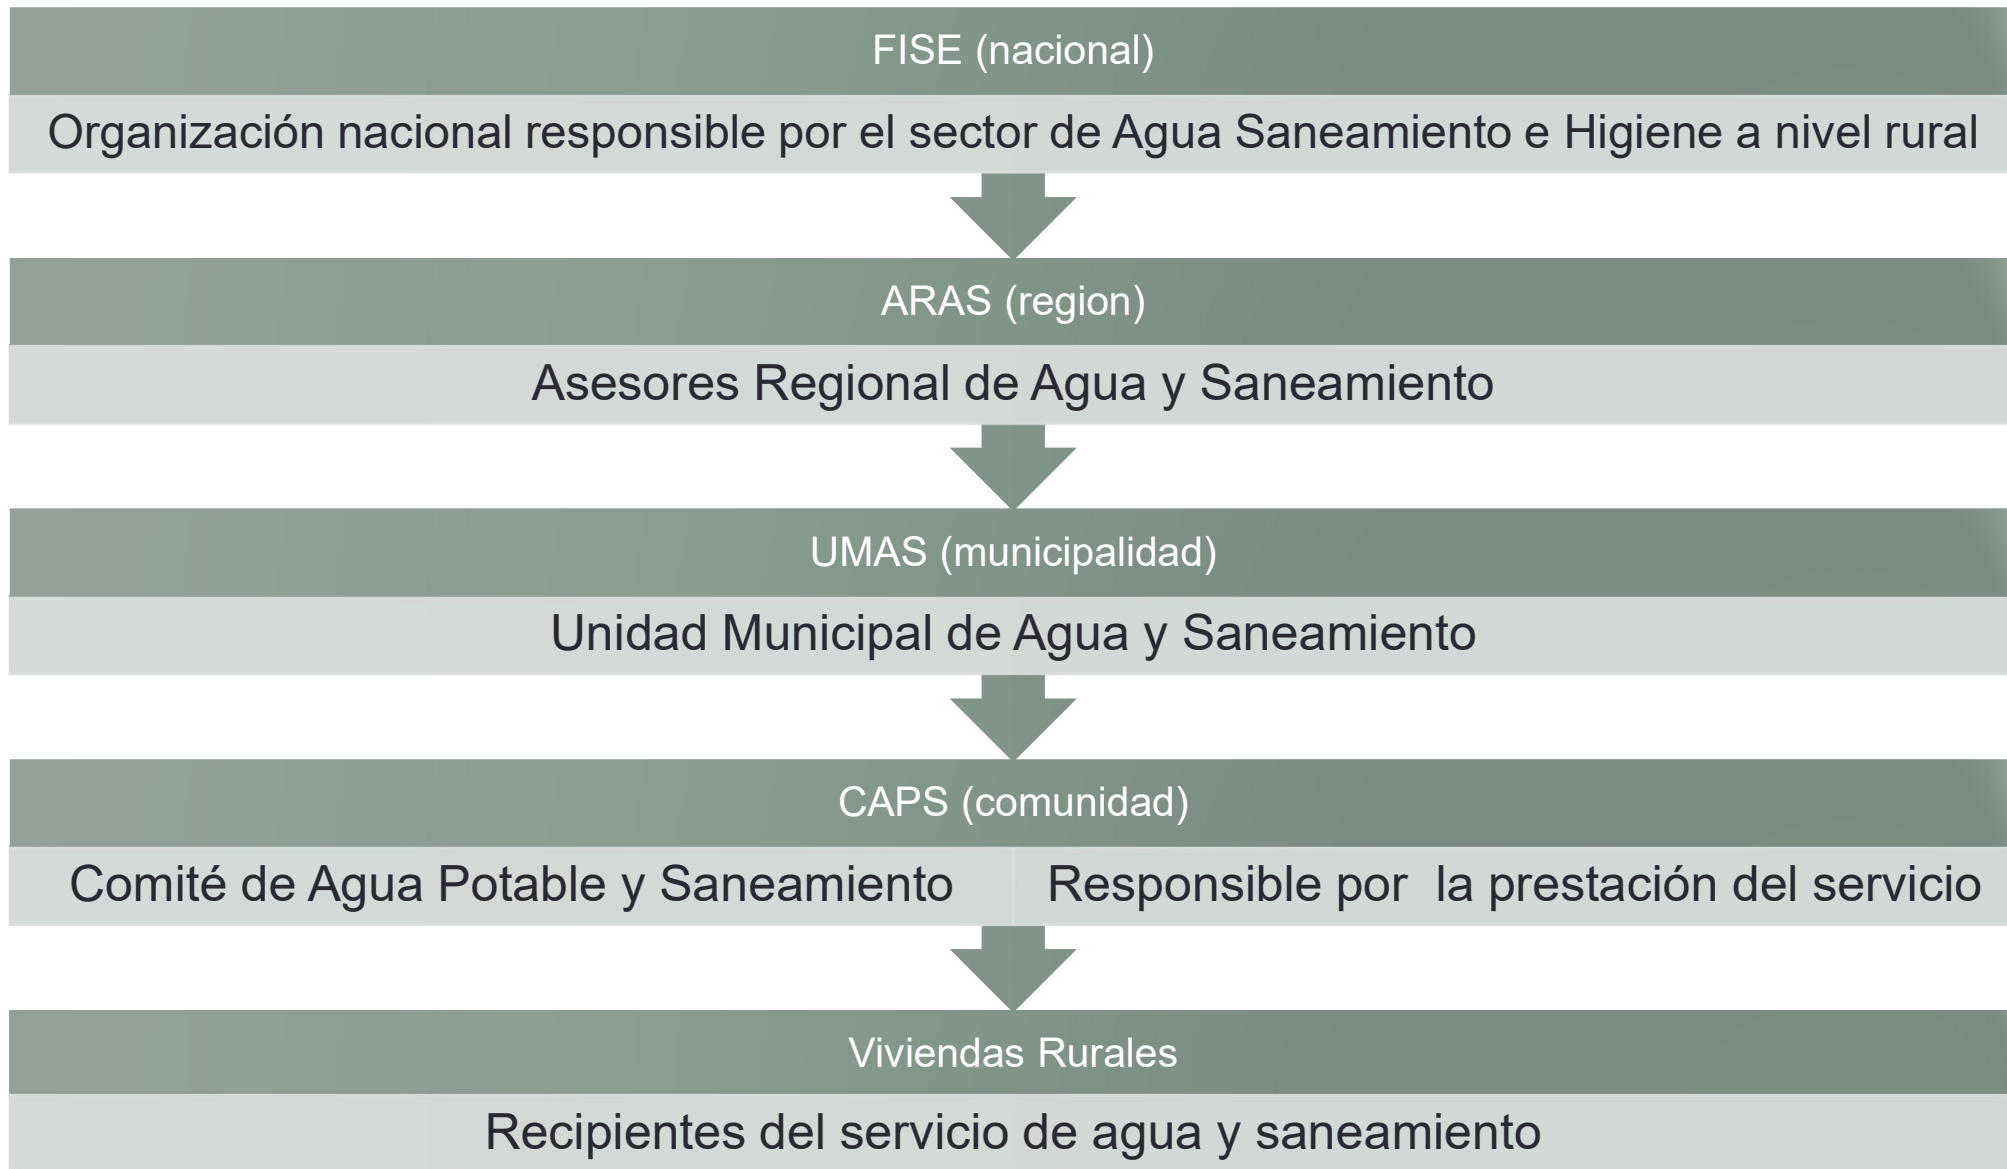 FISE (nacional)
Organización nacional responsible por el sector de Agua Saneamiento e Higiene a nivel rural
ARAS (region)
Asesores Regional de Agua y Saneamiento
UMAS (municipalidad)
Unidad Municipal de Agua y Saneamiento
CAPS (comunidad)
Comité de Agua Potable y Saneamiento
Responsible por la prestación del servicio
Viviendas Rurales
Recipientes del servicio de agua y saneamiento